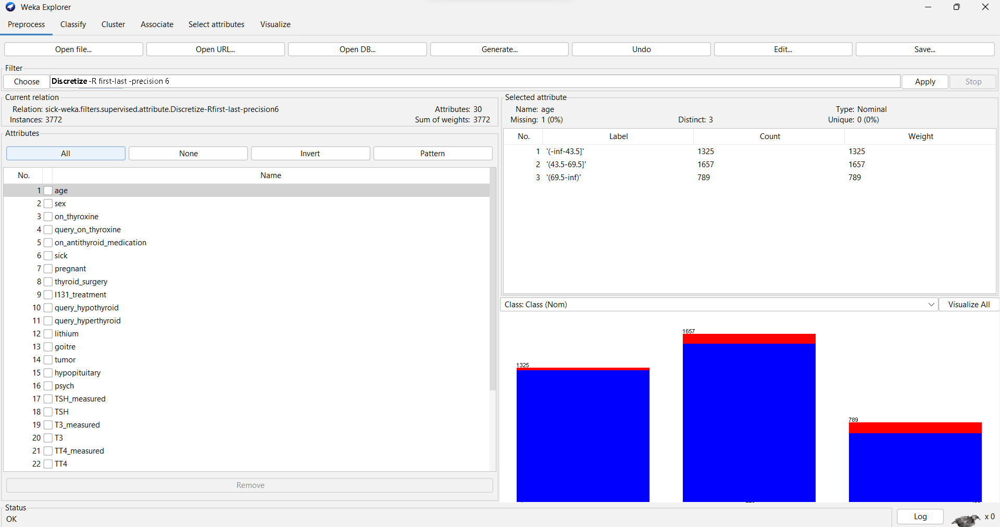 Weka Explorer
Preprocess Classify Cluster Associate Select attributes Visualize
Open file... Open URL... Open DB... Generate... Undo Edit... Save...
Filter
Choose Discretize -R first-last -precision 6 Apply Stop
Current relation
Relation: sick-weka.filters.supervised.attribute.Discretize-Rfirst-last-precision6 Attributes: 30
Instances: 3772 Sum of weights: 3772
Attributes
All None Invert Pattern
No. Name
1 age
2 sex
3 on_thyroxine
4 query_on_thyroxine
5 on_antithyroid_medication
6 sick
7 pregnant
8 thyroid_surgery
9 I131_treatment
10 query_hypothyroid
11 query_hyperthyroid
12 lithium
13 goitre
14 tumor
15 hypopituitary
16 psych
17 TSH_measured
18 TSH
19 T3_measured
20 T3
21 TT4_measured
22 TT4
Remove
Selected attribute
Name: age Type: Nominal
Missing: 1 (0%) Distinct: 3 Unique: 0 (0%)
No. Label Count Weight
1 '(-inf-43.5]' 1325 1325
2 '(43.5-69.5]' 1657 1657
3 '(69.5-inf)' 789 789
Class: Class (Nom) Visualize All
1657
1325
789
Status
OK
Log x 0